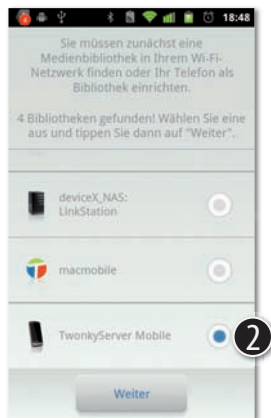 18:48
Sie müssen zunächst eine
Medienbibliothek in Ihrem Wi-Fi-
Netzwerk finden oder Ihr Telefon als
Bibliothek einrichten.
4 Bibliotheken gefunden! Wählen Sie eine
aus und tippen Sie dann auf "Weiter".
deviceX_NAS:
LinkStation
macmobile
TwonkyServer Mobile
2
Weiter